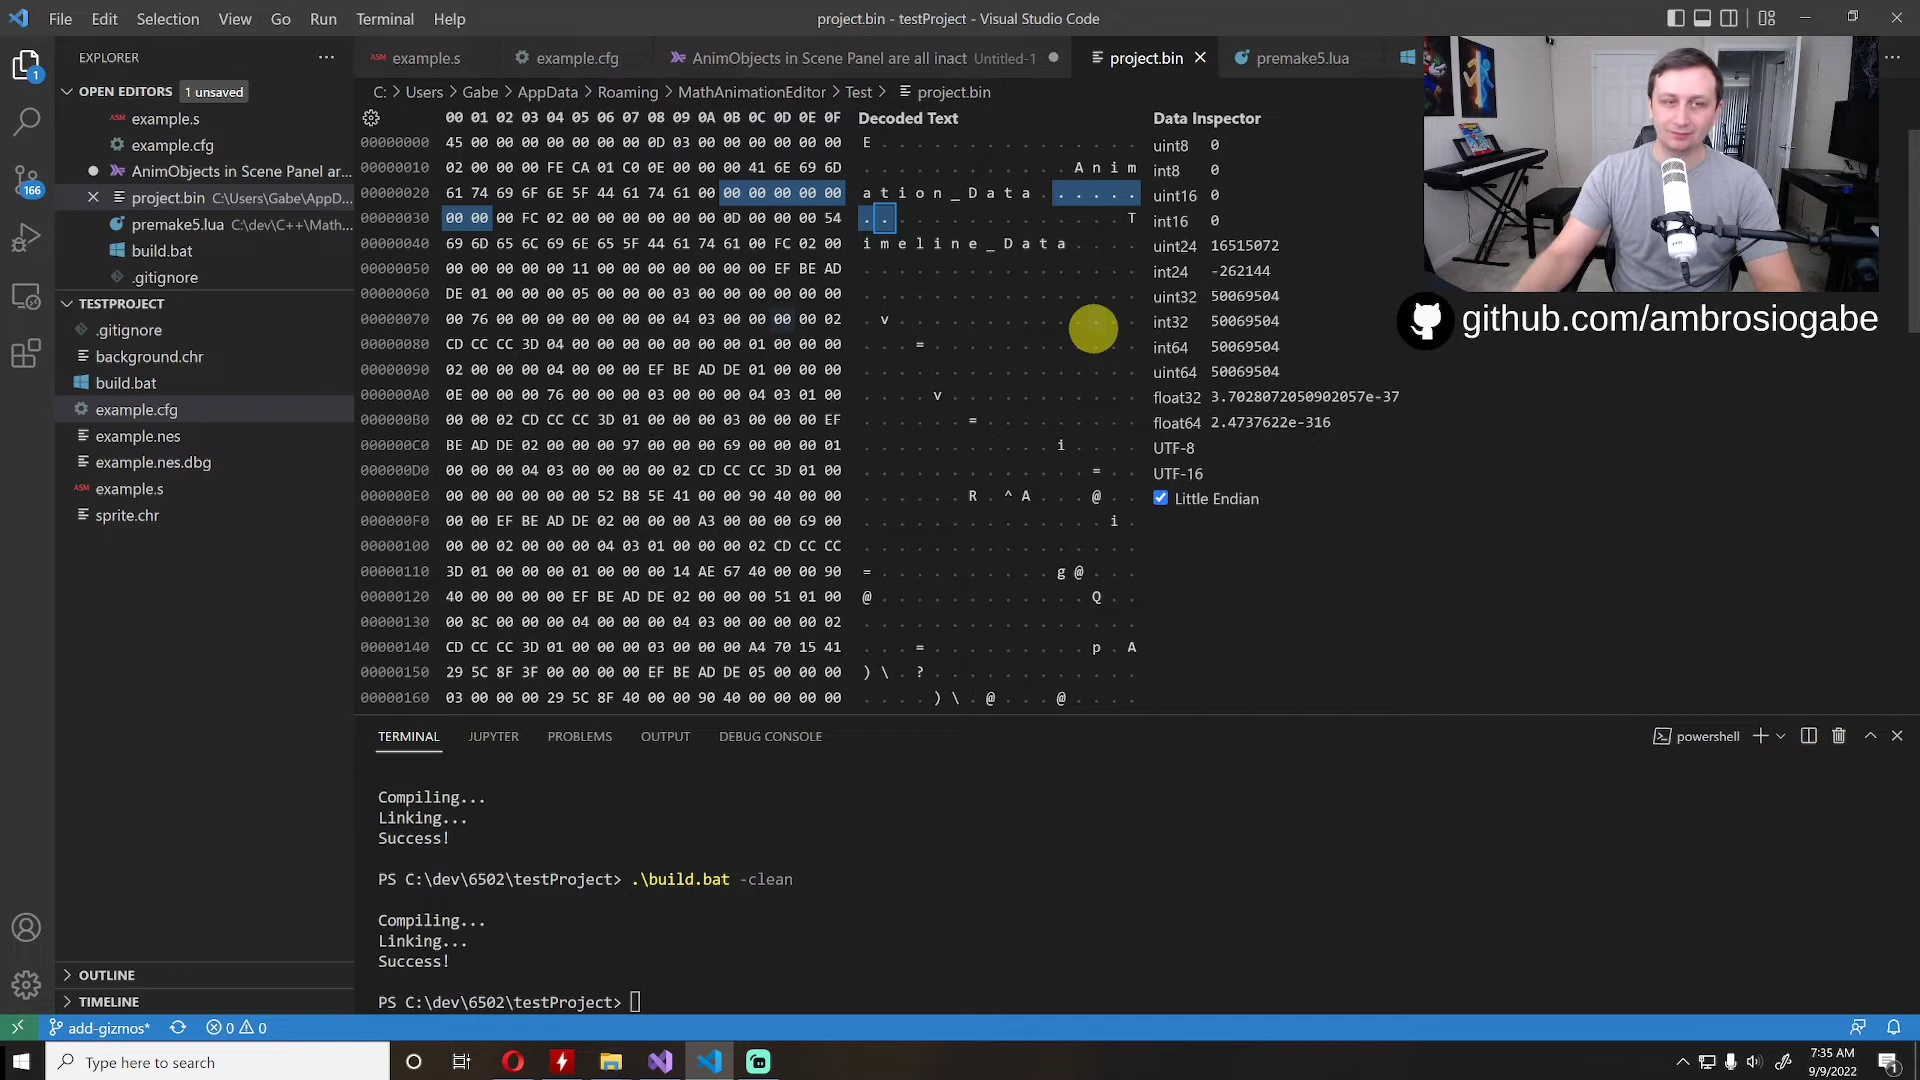 File Edit Selection View Go Run Terminal Help
project.bin - testProject - Visual Studio Code
EXPLORER
OPEN EDITORS 1 unsaved
ASM example.s
example.cfg
AnimObjects in Scene Panel ar...
project.bin C:\Users\Gabe\AppD...
premake5.lua C:\dev\C++\Math...
build.bat
.gitignore
TESTPROJECT
.gitignore
background.chr
build.bat
example.cfg
example.nes
example.nes.dbg
ASM example.s
sprite.chr
OUTLINE
TIMELINE
1
166
ASM example.s
example.cfg
AnimObjects in Scene Panel are all inact Untitled-1
project.bin
premake5.lua
C: > Users > Gabe > AppData > Roaming > MathAnimationEditor > Test > project.bin
00 01 02 03 04 05 06 07 08 09 0A 0B 0C 0D 0E 0F Decoded Text
00000000 45 00 00 00 00 00 00 00 0D 03 00 00 00 00 00 00 E . . . . . . . . . . . . . . .
00000010 02 00 00 00 FE CA 01 C0 0E 00 00 00 41 6E 69 6D . . . . . . . . . . . . A n i m
00000020 61 74 69 6F 6E 5F 44 61 74 61 00 00 00 00 00 00 a t i o n _ D a t a . . . . . .
00000030 00 00 00 FC 02 00 00 00 00 00 00 0D 00 00 00 54 . . . . . . . . . . . . . . . T
00000040 69 6D 65 6C 69 6E 65 5F 44 61 74 61 00 FC 02 00 i m e l i n e _ D a t a . . . .
00000050 00 00 00 00 00 11 00 00 00 00 00 00 00 EF BE AD . . . . . . . . . . . . . . . .
00000060 DE 01 00 00 00 05 00 00 00 03 00 00 00 00 00 00 . . . . . . . . . . . . . . . .
00000070 00 76 00 00 00 00 00 00 00 04 03 00 00 00 00 02 . v . . . . . . . . . . . . . .
00000080 CD CC CC 3D 04 00 00 00 00 00 00 00 01 00 00 00 . . . = . . . . . . . . . . . .
00000090 02 00 00 00 04 00 00 00 EF BE AD DE 01 00 00 00 . . . . . . . . . . . . . . . .
000000A0 0E 00 00 00 76 00 00 00 03 00 00 00 04 03 01 00 . . . . v . . . . . . . . . . .
000000B0 00 00 02 CD CC CC 3D 01 00 00 00 03 00 00 00 EF . . . . . . = . . . . . . . . .
000000C0 BE AD DE 02 00 00 00 97 00 00 00 69 00 00 00 01 . . . . . . . . . . . i . . . .
000000D0 00 00 00 04 03 00 00 00 00 02 CD CC CC 3D 01 00 . . . . . . . . . . . . . = . .
000000E0 00 00 00 00 00 00 52 B8 5E 41 00 00 90 40 00 00 . . . . . . R . ^ A . . . @ . .
000000F0 00 00 EF BE AD DE 02 00 00 00 A3 00 00 00 69 00 . . . . . . . . . . . . . . i .
00000100 00 00 02 00 00 00 04 03 01 00 00 00 02 CD CC CC . . . . . . . . . . . . . . . .
00000110 3D 01 00 00 00 01 00 00 00 14 AE 67 40 00 00 90 = . . . . . . . . . . g @ . . .
00000120 40 00 00 00 00 EF BE AD DE 02 00 00 00 51 01 00 @ . . . . . . . . . . . . Q . .
00000130 00 8C 00 00 00 04 00 00 00 04 03 00 00 00 00 02 . . . . . . . . . . . . . . . .
00000140 CD CC CC 3D 01 00 00 00 03 00 00 00 A4 70 15 41 . . . = . . . . . . . . . p . A
00000150 29 5C 8F 3F 00 00 00 00 EF BE AD DE 05 00 00 00 ) \ . ? . . . . . . . . . . . .
00000160 03 00 00 00 29 5C 8F 40 00 00 90 40 00 00 00 00 . . . . ) \ . @ . . . @ . . . .
Data Inspector
uint8 0
int8 0
uint16 0
int16 0
uint24 16515072
int24 -262144
uint32 50069504
int32 50069504
int64 50069504
uint64 50069504
float32 3.7028072050902057e-37
float64 2.4737622e-316
UTF-8
UTF-16
Little Endian
github.com/ambrosiogabe
TERMINAL JUPYTER PROBLEMS OUTPUT DEBUG CONSOLE
powershell
Compiling...
Linking...
Success!
PS C:\dev\6502\testProject> .\build.bat -clean
Compiling...
Linking...
Success!
PS C:\dev\6502\testProject>
add-gizmos* 0 0
Type here to search
7:35 AM
9/9/2022
1